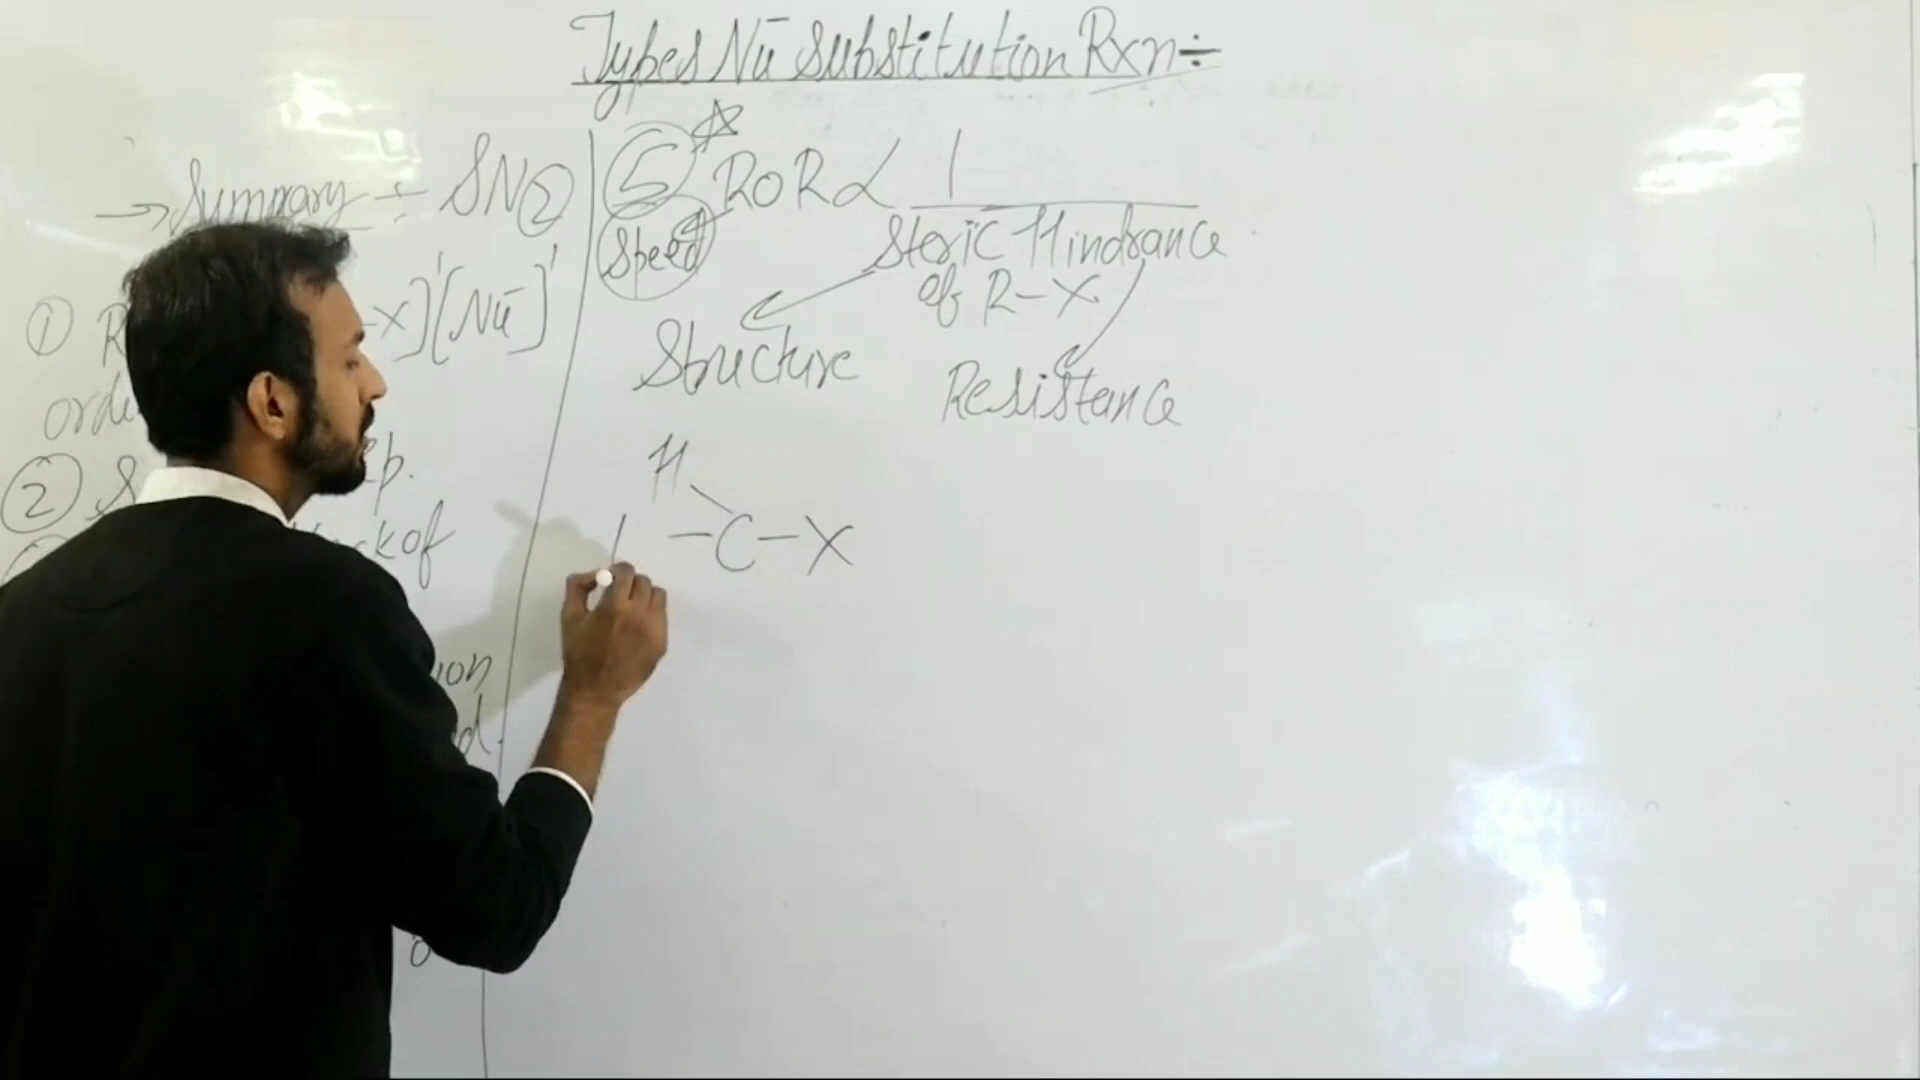 Types Nū Substitution Rxn÷
→ Summary ÷ SN②
① R
-X]'[Nū]'
② S
ep.
ck of
ion
d.
⑤ ROR ∝ 1
Speed
Steric Hindrance
of R-X
Structure
Resistance
H
-C-X